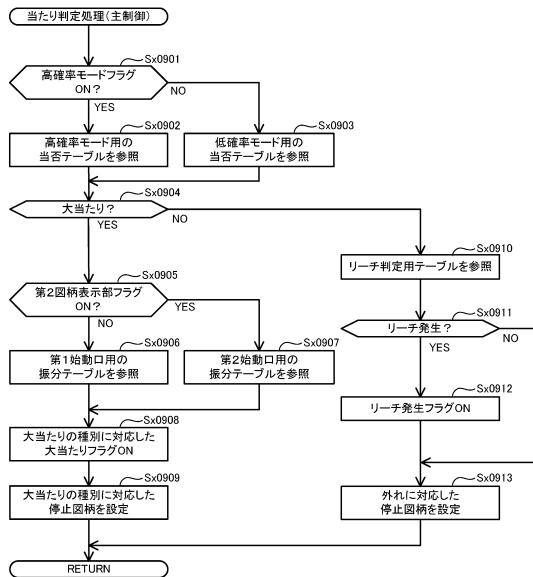 当たり判定処理(主制御)
Sx0901
高確率モードフラグ
ON?
NO
YES
Sx0902
高確率モード用の
当否テーブルを参照
Sx0903
低確率モード用の
当否テーブルを参照
Sx0904
大当たり?
NO
YES
Sx0910
リーチ判定用テーブルを参照
Sx0905
第2図柄表示部フラグ
ON?
YES
NO
Sx0911
リーチ発生?
NO
YES
Sx0906
第1始動口用の
振分テーブルを参照
Sx0907
第2始動口用の
振分テーブルを参照
Sx0912
リーチ発生フラグON
Sx0908
大当たりの種別に対応した
大当たりフラグON
Sx0909
大当たりの種別に対応した
停止図柄を設定
Sx0913
外れに対応した
停止図柄を設定
RETURN